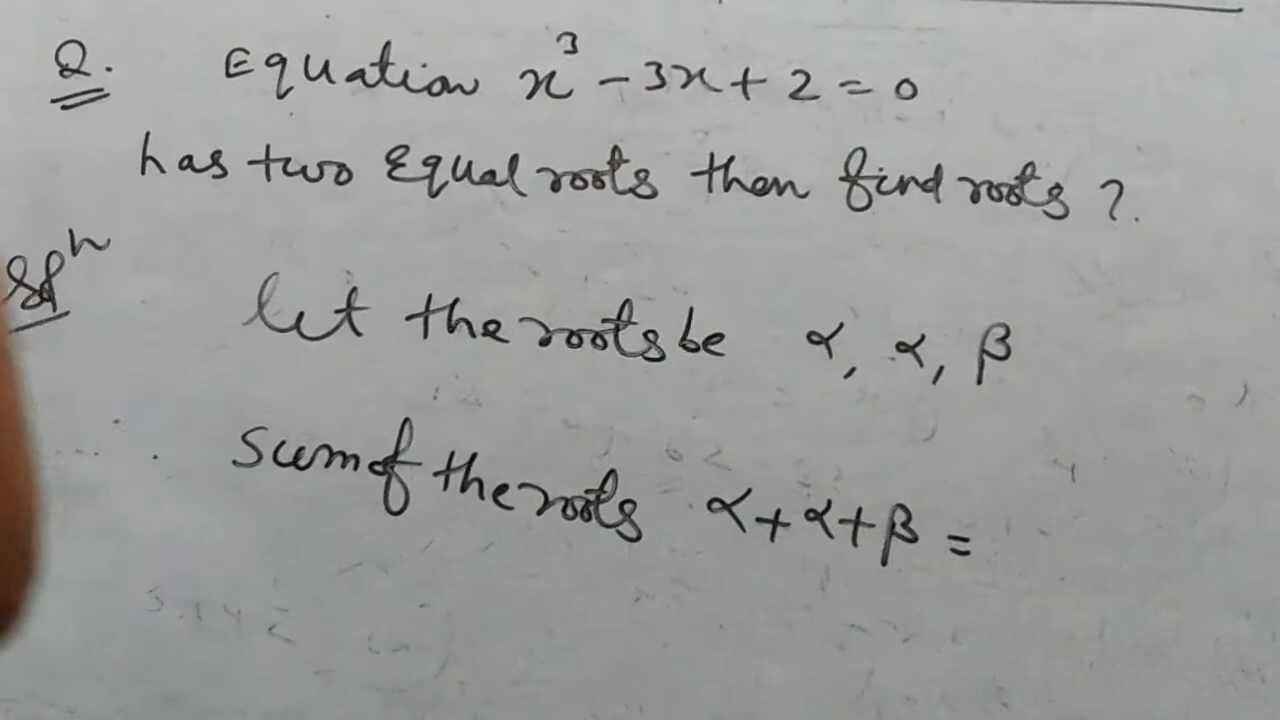 Q. Equation x³ - 3x + 2 = 0
has two Equal roots then find roots ?
Solⁿ
let the roots be α, α, β
Sum of the roots α + α + β =